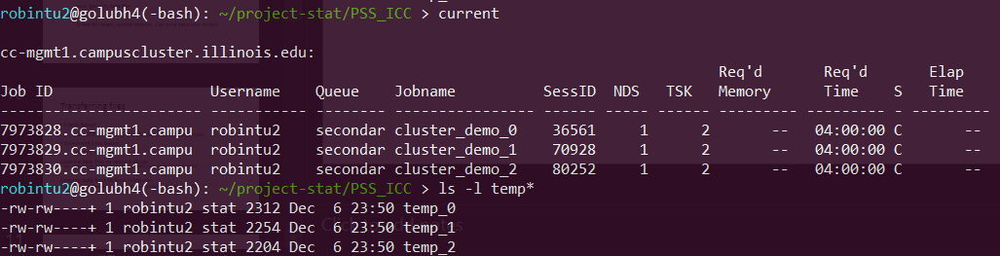 robintu2@golubh4(-bash): ~/project-stat/PSS_ICC > current
cc-mgmt1.campuscluster.illinois.edu:
Req'd Req'd Elap
Job ID Username Queue Jobname SessID NDS TSK Memory Time S Time
----------------------- ----------- -------- ---------------- ------ ----- ------ --------- --------- - ---------
7973828.cc-mgmt1.campu robintu2 secondar cluster_demo_0 36561 1 2 -- 04:00:00 C --
7973829.cc-mgmt1.campu robintu2 secondar cluster_demo_1 70928 1 2 -- 04:00:00 C --
7973830.cc-mgmt1.campu robintu2 secondar cluster_demo_2 80252 1 2 -- 04:00:00 C --
robintu2@golubh4(-bash): ~/project-stat/PSS_ICC > ls -l temp*
-rw-rw----+ 1 robintu2 stat 2312 Dec 6 23:50 temp_0
-rw-rw----+ 1 robintu2 stat 2254 Dec 6 23:50 temp_1
-rw-rw----+ 1 robintu2 stat 2204 Dec 6 23:50 temp_2